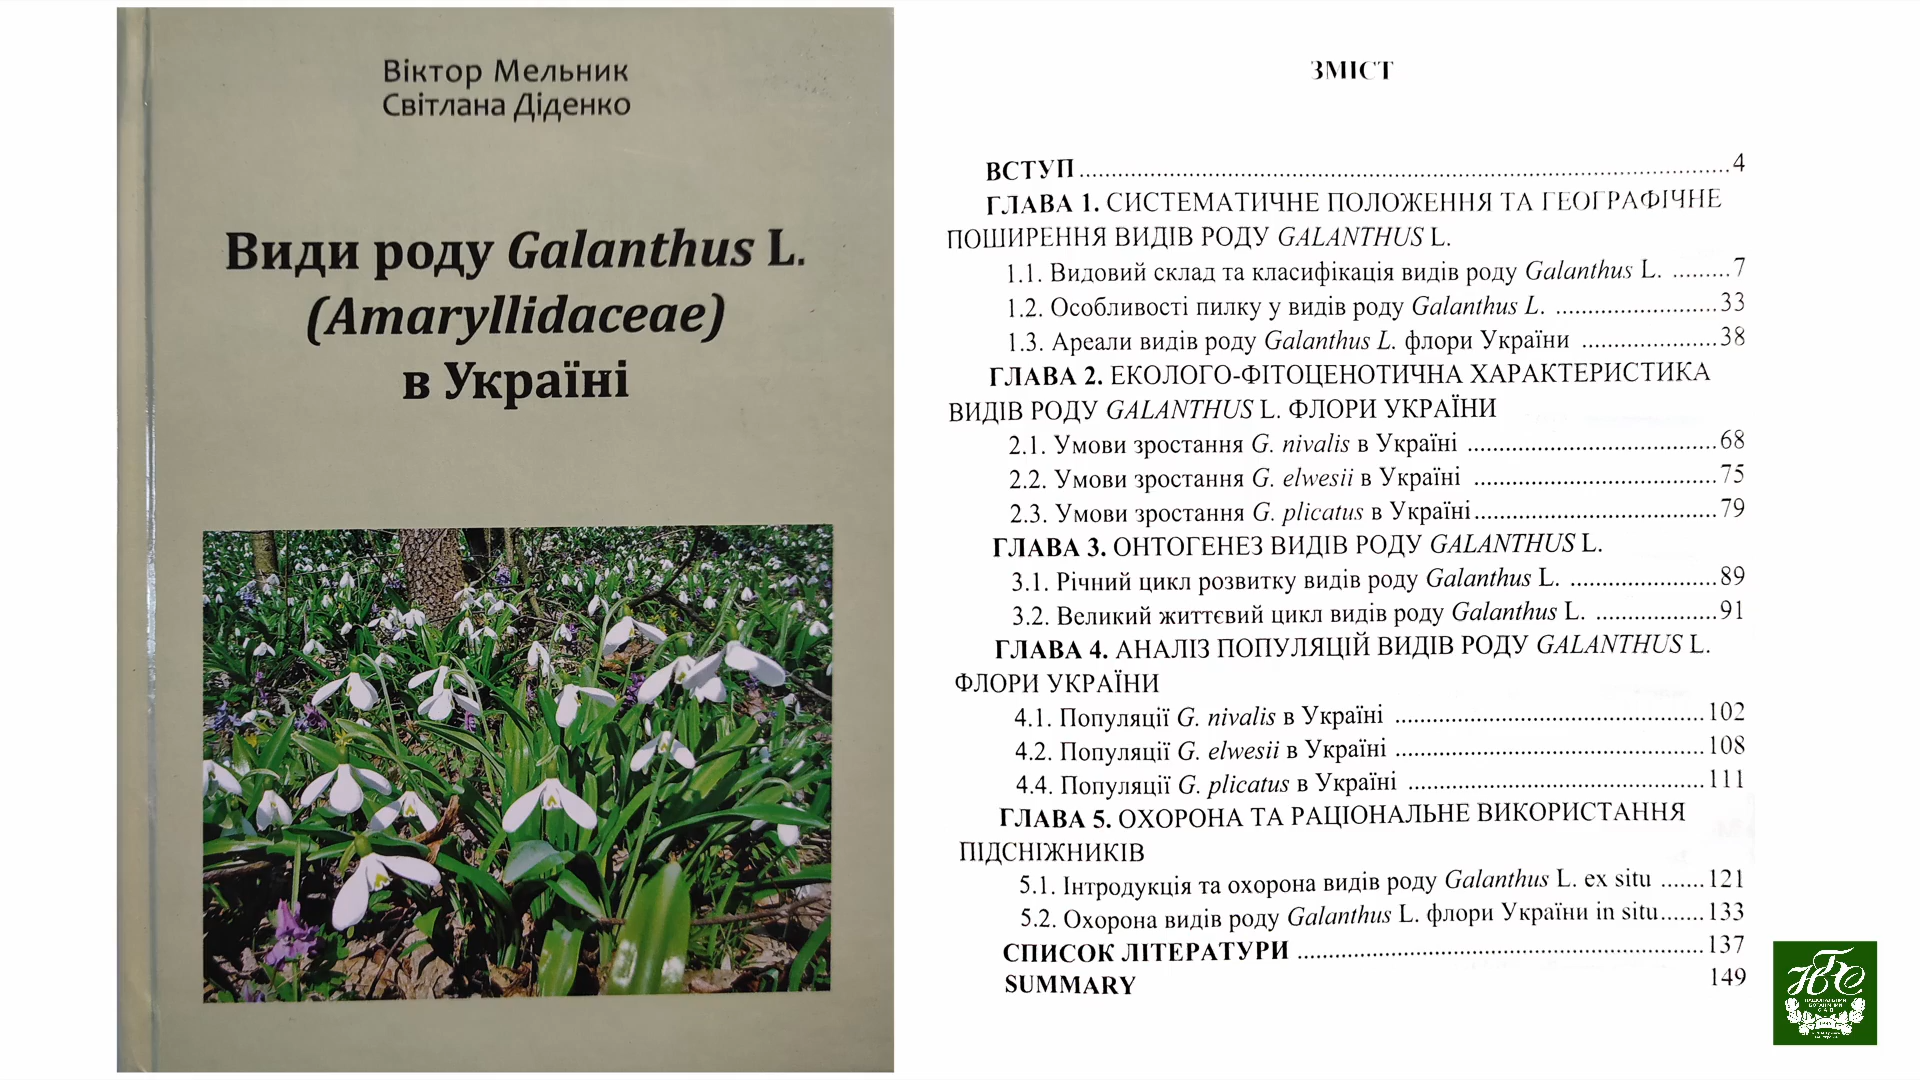 Віктор Мельник
Світлана Діденко
Види роду Galanthus L.
(Amaryllidaceae)
в Україні
ЗМІСТ
ВСТУП....................4
ГЛАВА 1. СИСТЕМАТИЧНЕ ПОЛОЖЕННЯ ТА ГЕОГРАФІЧНЕ
ПОШИРЕННЯ ВИДІВ РОДУ GALANTHUS L.
1.1. Видовий склад та класифікація видів роду Galanthus L. .........7
1.2. Особливості пилку у видів роду Galanthus L. .........................33
1.3. Ареали видів роду Galanthus L. флори України .....................38
ГЛАВА 2. ЕКОЛОГО-ФІТОЦЕНОТИЧНА ХАРАКТЕРИСТИКА
ВИДІВ РОДУ GALANTHUS L. ФЛОРИ УКРАЇНИ
2.1. Умови зростання G. nivalis в Україні .......................................68
2.2. Умови зростання G. elwesii в Україні ......................................75
2.3. Умови зростання G. plicatus в Україні......................................79
ГЛАВА 3. ОНТОГЕНЕЗ ВИДІВ РОДУ GALANTHUS L.
3.1. Річний цикл розвитку видів роду Galanthus L. .......................89
3.2. Великий життєвий цикл видів роду Galanthus L. ...................91
ГЛАВА 4. АНАЛІЗ ПОПУЛЯЦІЙ ВИДІВ РОДУ GALANTHUS L.
ФЛОРИ УКРАЇНИ
4.1. Популяції G. nivalis в Україні .................................................102
4.2. Популяції G. elwesii в Україні .................................................108
4.4. Популяції G. plicatus в Україні ...............................................111
ГЛАВА 5. ОХОРОНА ТА РАЦІОНАЛЬНЕ ВИКОРИСТАННЯ
ПІДСНІЖНИКІВ
5.1. Інтродукція та охорона видів роду Galanthus L. ex situ .......121
5.2. Охорона видів роду Galanthus L. флори України in situ.......133
СПИСОК ЛІТЕРАТУРИ .................................................................137
SUMMARY 149
НБС
НАЦІОНАЛЬНИЙ
БОТАНІЧНИЙ
САД